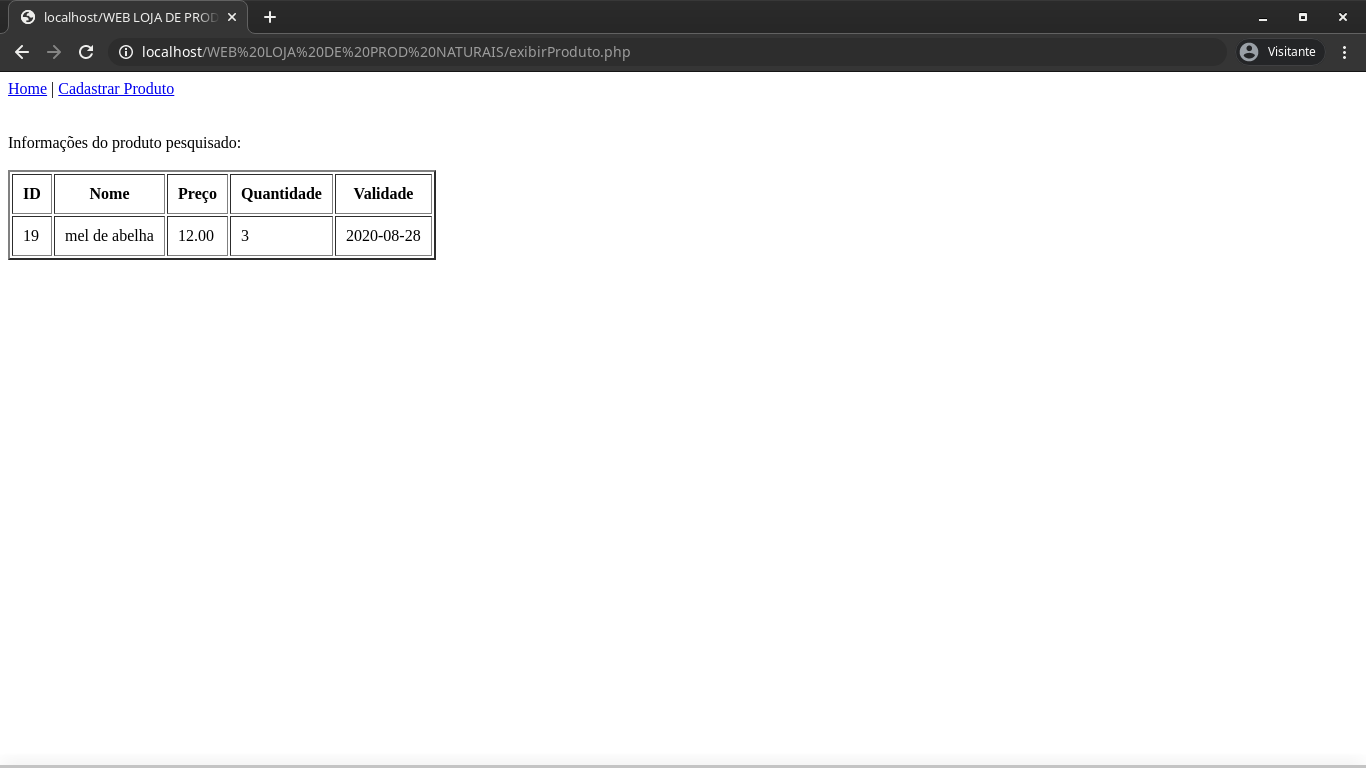 localhost/WEB LOJA DE PROD
localhost/WEB%20LOJA%20DE%20PROD%20NATURAIS/exibirProduto.php
Visitante
Home | Cadastrar Produto
Informações do produto pesquisado:
ID Nome Preço Quantidade Validade
19 mel de abelha 12.00 3 2020-08-28